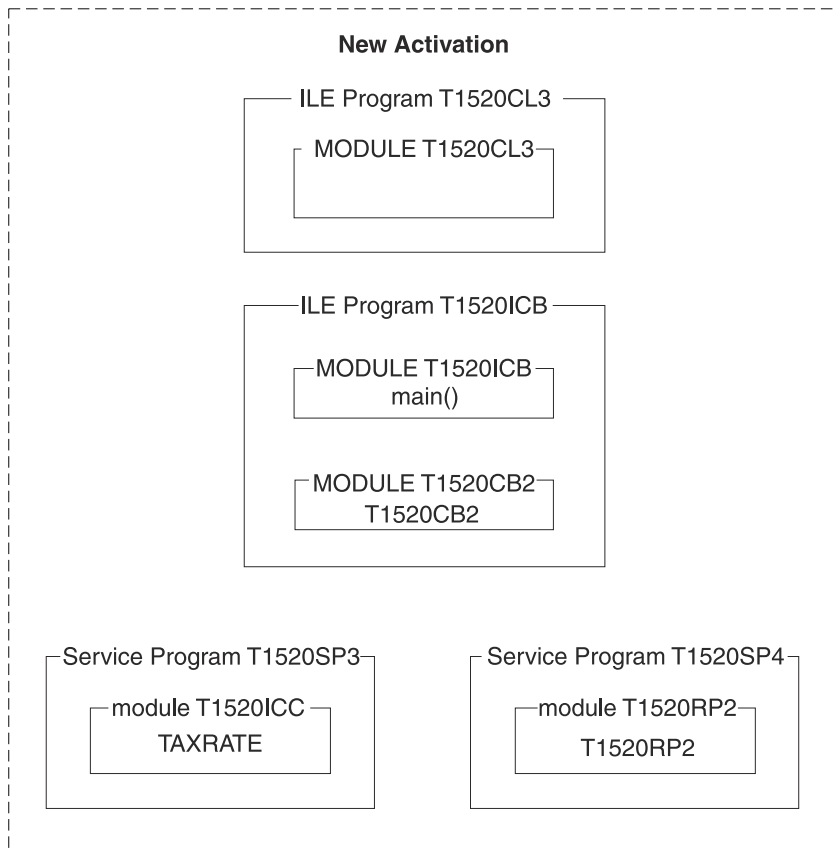 New Activation
ILE Program T1520CL3
MODULE T1520CL3
ILE Program T1520ICB
MODULE T1520ICB
main()
MODULE T1520CB2
T1520CB2
Service Program T1520SP3
module T1520ICC
TAXRATE
Service Program T1520SP4
module T1520RP2
T1520RP2